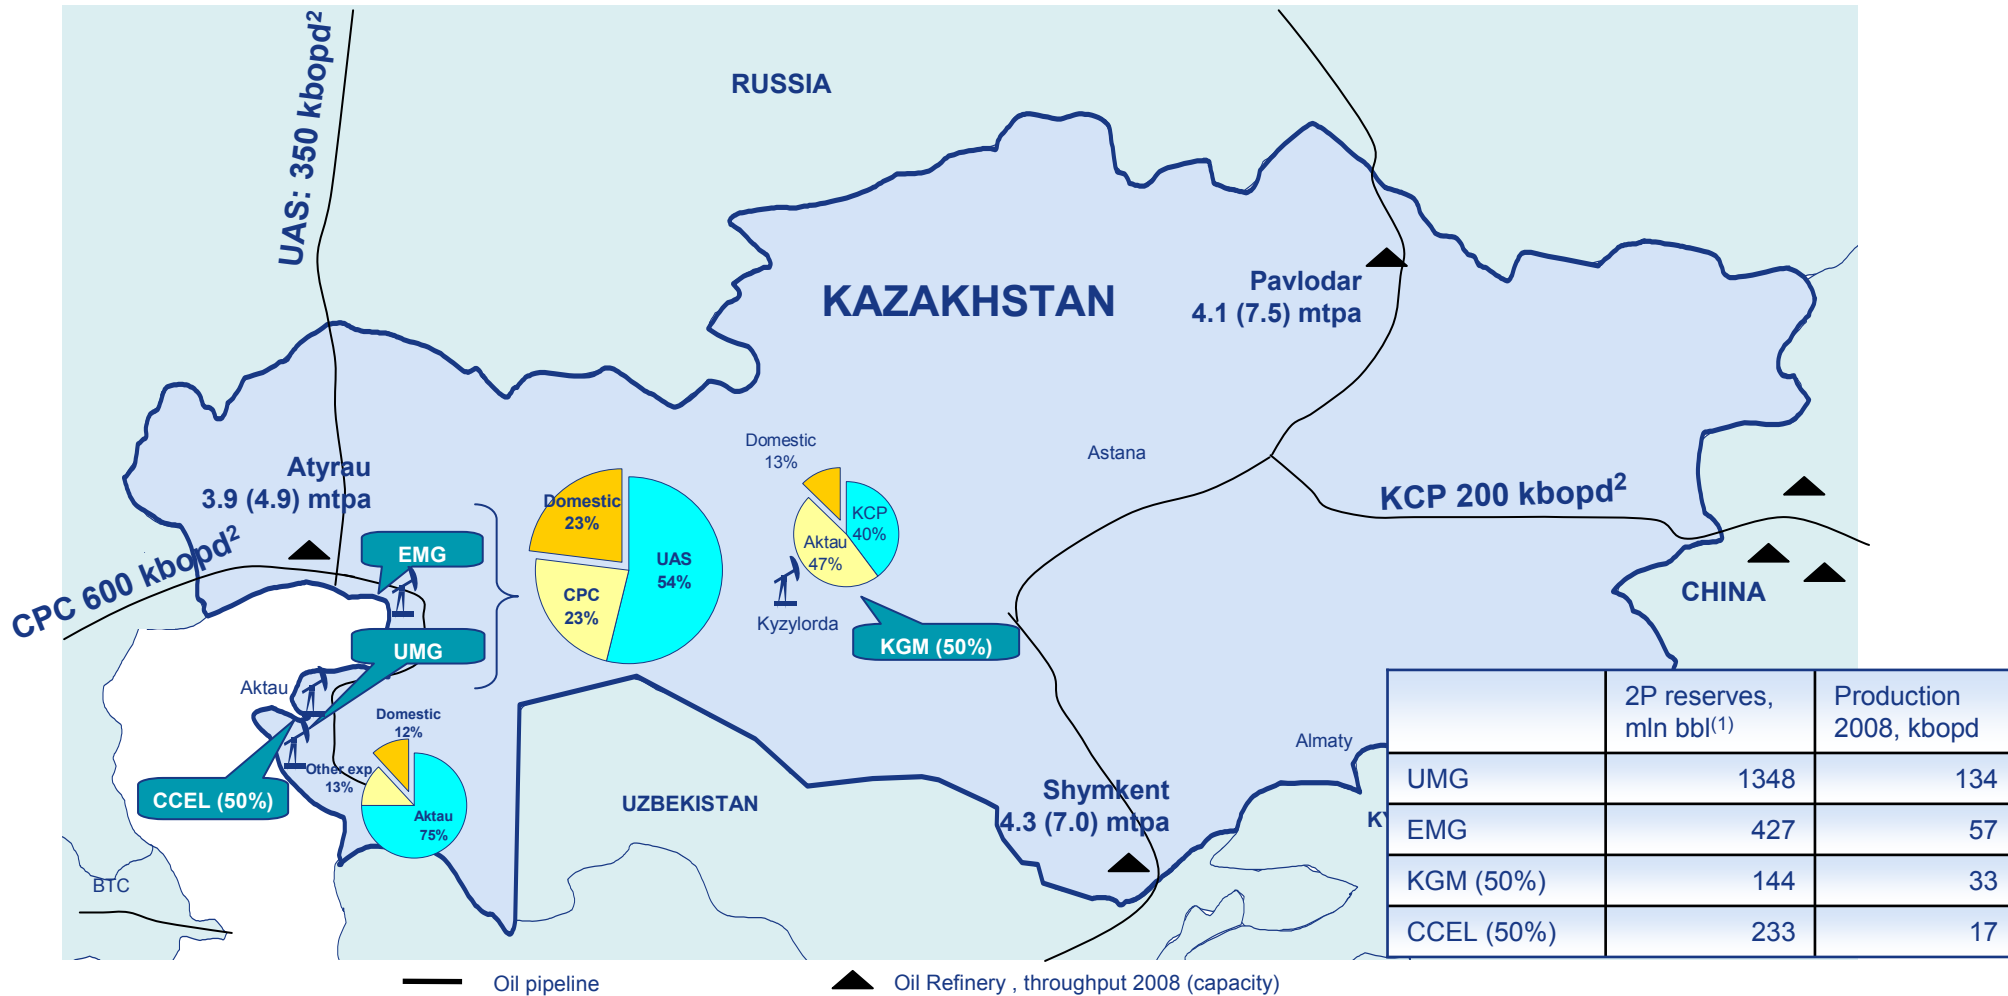 UAS: 350 kbopd2
RUSSIA
KAZAKHSTAN
Pavlodar
4.1 (7.5) mtpa
Domestic
13%
KCP
40%
Aktau
47%
Astana
Atyrau
3.9 (4.9) mtpa
Domestic
23%
UAS
54%
CPC
23%
KCP 200 kbopd2
CPC 600 kbopd2
EMG
CHINA
Kyzylorda
KGM (50%)
UMG
Aktau
Domestic
12%
Other exp
13%
Aktau
75%
CCEL (50%)
UZBEKISTAN
Almaty
Shymkent
4.3 (7.0) mtpa
BTC
2P reserves,
mln bbl(1)
Production
2008, kbopd
UMG 1348 134
EMG 427 57
KGM (50%) 144 33
CCEL (50%) 233 17
Oil pipeline
Oil Refinery , throughput 2008 (capacity)